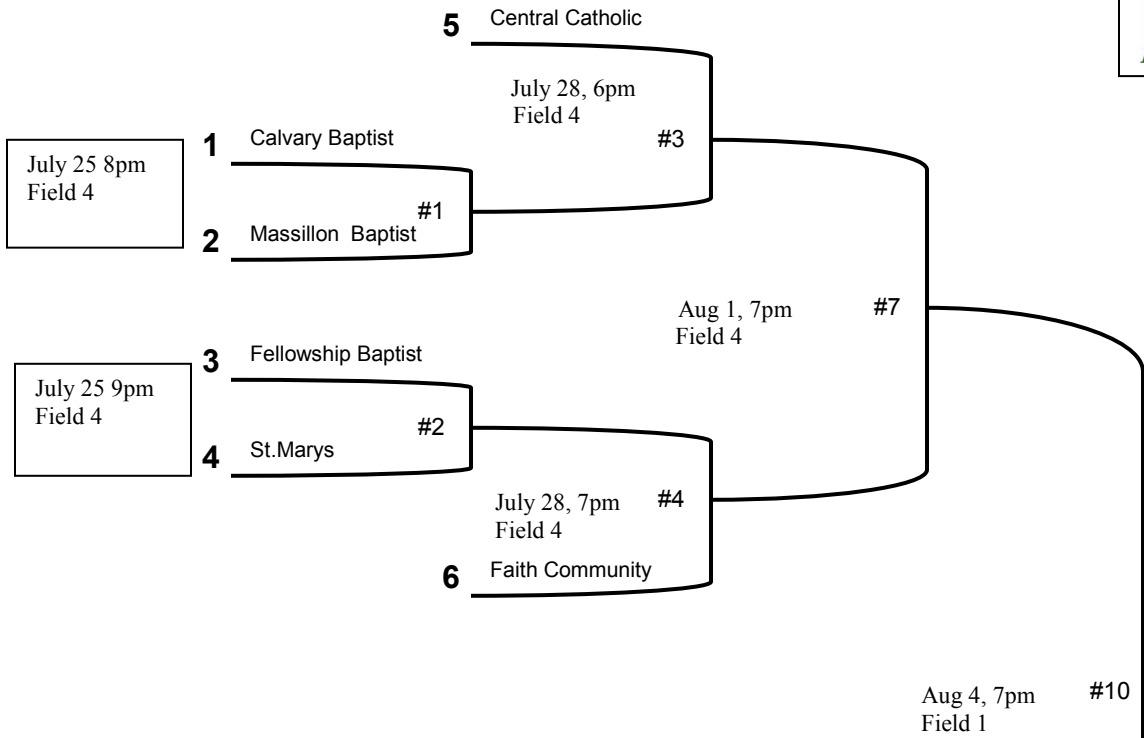 5 Central Catholic
July 28, 6pm
Field 4
#3
1 Calvary Baptist
July 25 8pm
Field 4
#1
2 Massillon  Baptist
Aug 1, 7pm
Field 4
#7
3 Fellowship Baptist
July 25 9pm
Field 4
#2
4 St.Marys
July 28, 7pm
Field 4
#4
6 Faith Community
Aug 4, 7pm
Field 1
#10